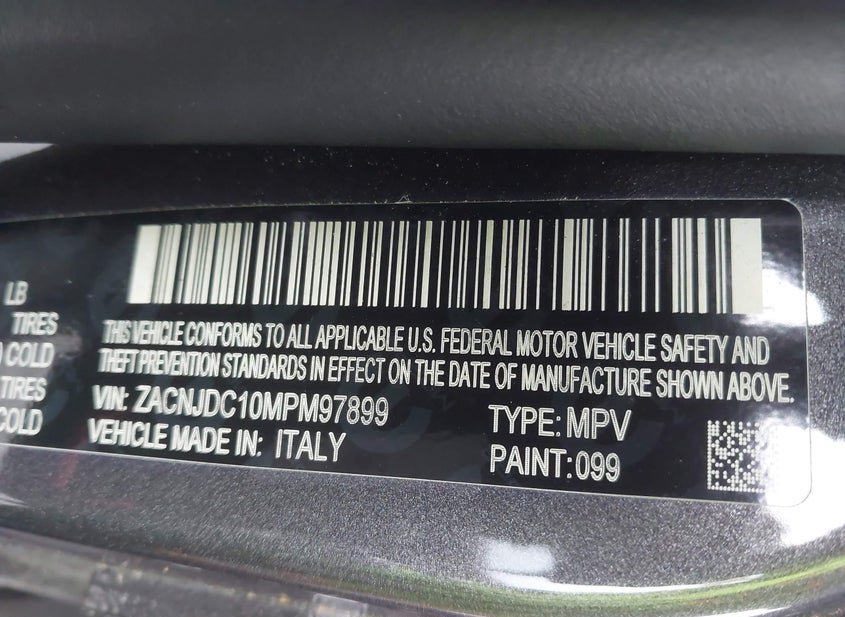 LB
TIRES
COLD
TIRES
COLD
THIS VEHICLE CONFORMS TO ALL APPLICABLE U.S. FEDERAL MOTOR VEHICLE SAFETY AND
THEFT PREVENTION STANDARDS IN EFFECT ON THE DATE OF MANUFACTURE SHOWN ABOVE.
VIN: ZACNJDC10MPM97899
TYPE: MPV
VEHICLE MADE IN: ITALY
PAINT: 099